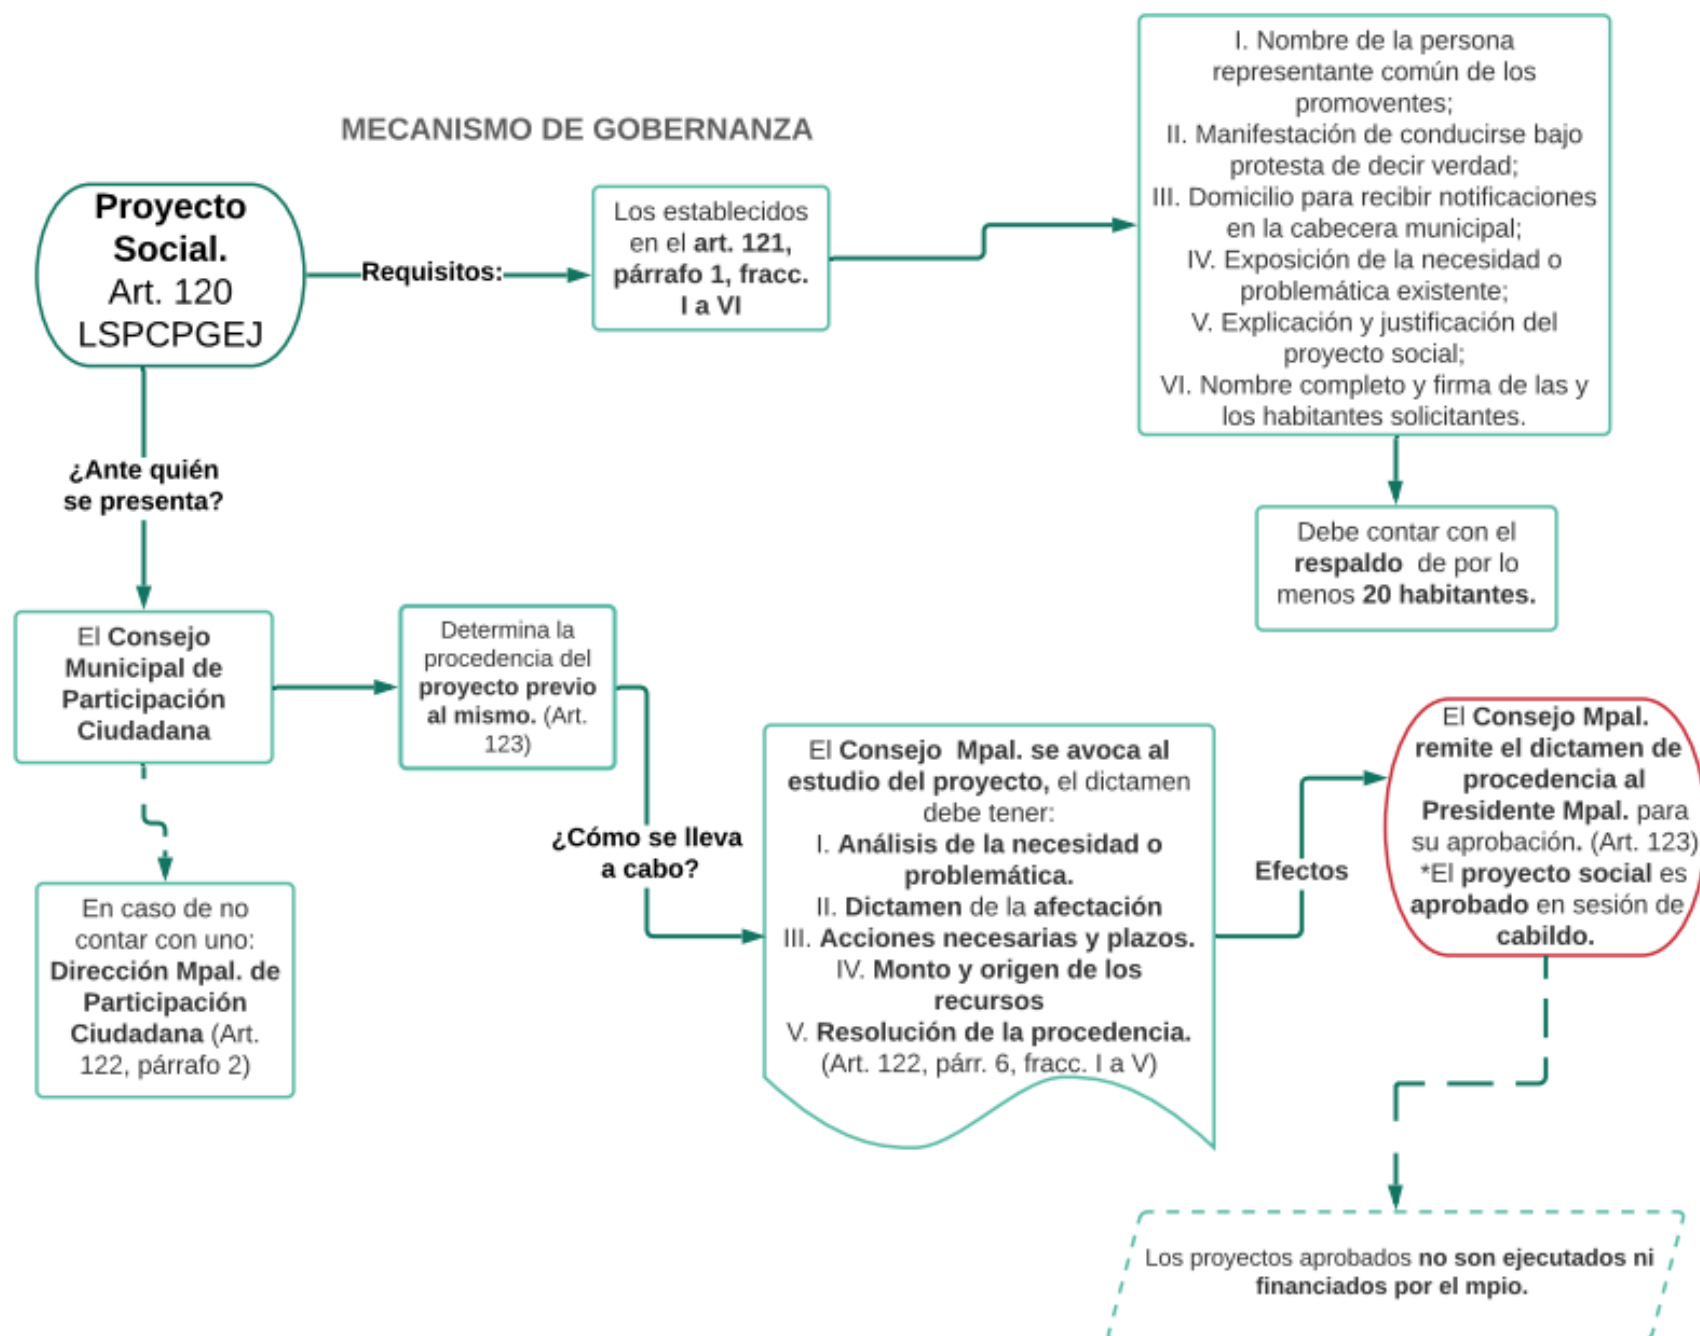 MECANISMO DE GOBERNANZA
Proyecto
Social.
Art. 120
LSPCPGEJ
Requisitos:
Los establecidos
en el art. 121,
párrafo 1, fracc.
I a VI
I. Nombre de la persona
representante común de los
promoventes;
II. Manifestación de conducirse bajo
protesta de decir verdad;
III. Domicilio para recibir notificaciones
en la cabecera municipal;
IV. Exposición de la necesidad o
problemática existente;
V. Explicación y justificación del
proyecto social;
VI. Nombre completo y firma de las y
los habitantes solicitantes.
Debe contar con el
respaldo de por lo
menos 20 habitantes.
¿Ante quién
se presenta?
El Consejo
Municipal de
Participación
Ciudadana
En caso de no
contar con uno:
Dirección Mpal. de
Participación
Ciudadana (Art.
122, párrafo 2)
Determina la
procedencia del
proyecto previo
al mismo. (Art.
123)
¿Cómo se lleva
a cabo?
El Consejo Mpal. se avoca al
estudio del proyecto, el dictamen
debe tener:
I. Análisis de la necesidad o
problemática.
II. Dictamen de la afectación
III. Acciones necesarias y plazos.
IV. Monto y origen de los
recursos
V. Resolución de la procedencia.
(Art. 122, párr. 6, fracc. I a V)
Efectos
El Consejo Mpal.
remite el dictamen de
procedencia al
Presidente Mpal. para
su aprobación. (Art. 123)
*El proyecto social es
aprobado en sesión de
cabildo.
Los proyectos aprobados no son ejecutados ni
financiados por el mpio.